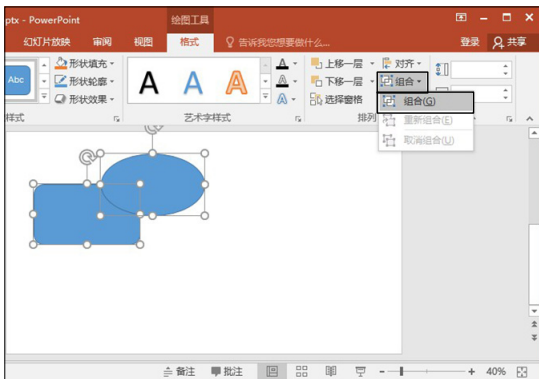 ptx - PowerPoint
绘图工具
幻灯片放映 审阅 视图 格式 告诉我您想要做什么... 登录 共享
Abc
形状填充
形状轮廓
形状效果
A A A
A
A
上移一层
下移一层
选择窗格
对齐
组合
样式 艺术字样式 排列
组合(G)
重新组合(E)
取消组合(U)
备注 批注 40%